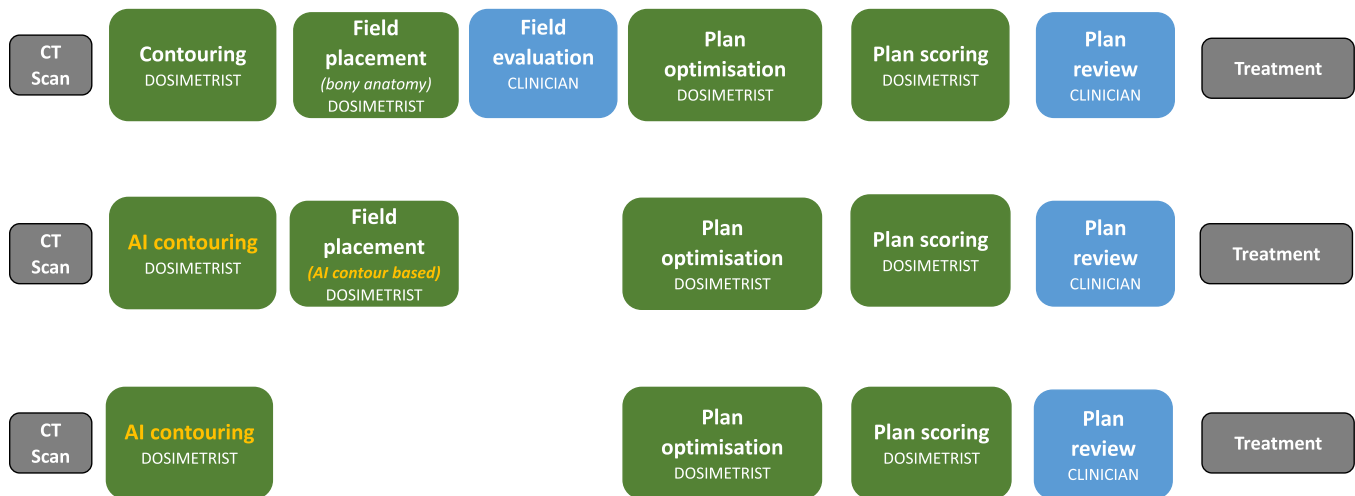 CT
Scan
Contouring
DOSIMETRIST
Field
placement
(bony anatomy)
DOSIMETRIST
Field
evaluation
CLINICIAN
Plan
optimisation
DOSIMETRIST
Plan scoring
DOSIMETRIST
Plan
review
CLINICIAN
Treatment
CT
Scan
AI contouring
DOSIMETRIST
Field
placement
(AI contour based)
DOSIMETRIST
Plan
optimisation
DOSIMETRIST
Plan scoring
DOSIMETRIST
Plan
review
CLINICIAN
Treatment
CT
Scan
AI contouring
DOSIMETRIST
Plan
optimisation
DOSIMETRIST
Plan scoring
DOSIMETRIST
Plan
review
CLINICIAN
Treatment